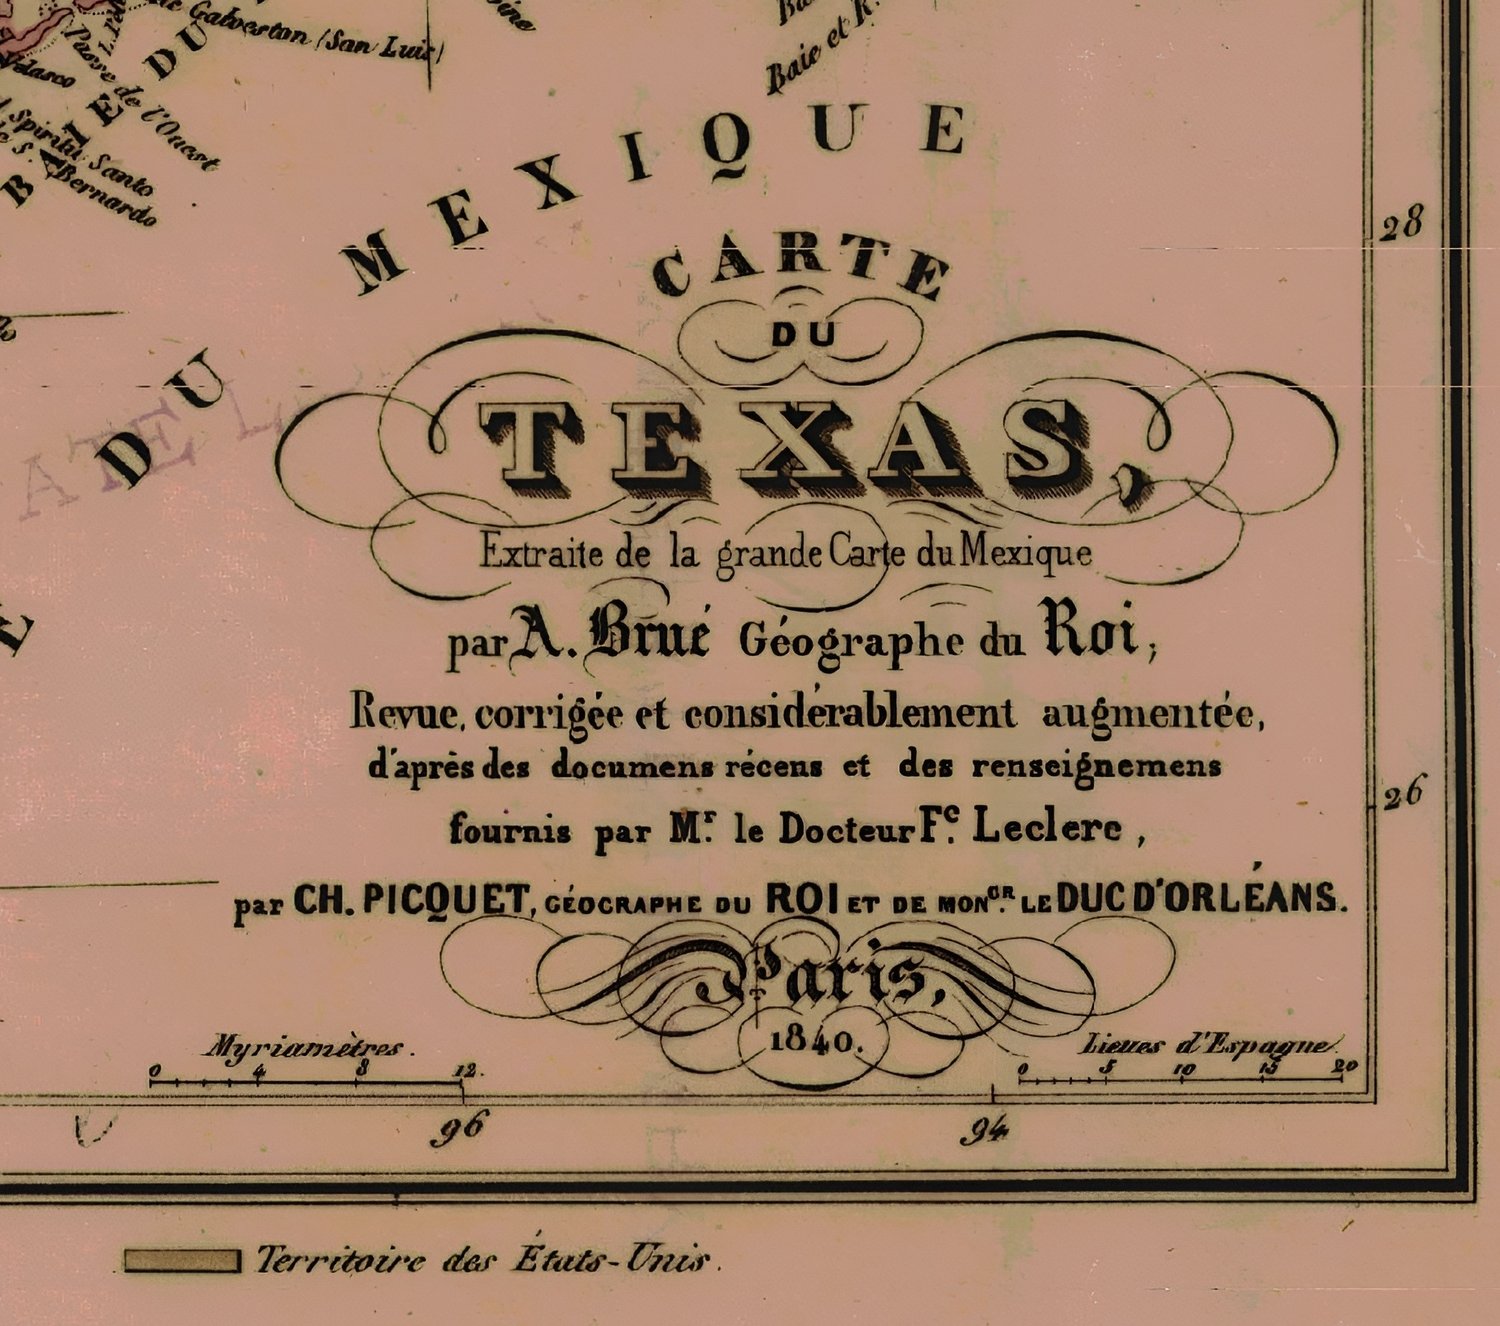 Galveston (San Luis)
Passe de l'Ouest
Velasco
Spiritu Santo
S. Bernardo
Baie et R.
DU
MEXIQUE
DU
28
CARTE
DU
TEXAS,
Extraite de la grande Carte du Mexique
par A. Brué Géographe du Roi,
Revue, corrigée et considérablement augmentée,
d'après des documens récens et des renseignemens
26
fournis par Mr. le Docteur Fc. Leclerc,
par CH. PICQUET, GÉOGRAPHE DU ROI ET DE MONGR. LE DUC D'ORLÉANS.
Paris,
1840.
Myriamètres.
0 4 8 12.
Lieues d'Espagne.
0 5 10 15 20
96 94
Territoire des États-Unis.